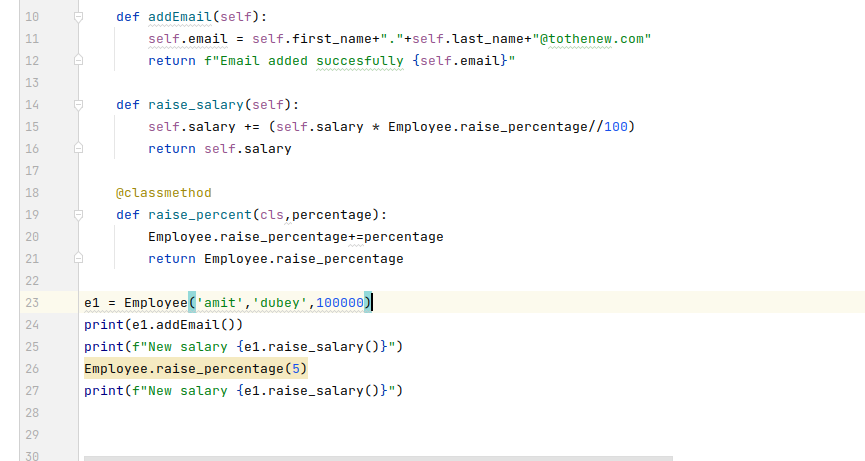 10 def addEmail(self):
11 self.email = self.first_name+"."+self.last_name+"@tothenew.com"
12 return f"Email added succesfully {self.email}"
13
14 def raise_salary(self):
15 self.salary += (self.salary * Employee.raise_percentage//100)
16 return self.salary
17
18 @classmethod
19 def raise_percent(cls,percentage):
20 Employee.raise_percentage+=percentage
21 return Employee.raise_percentage
22
23 e1 = Employee('amit','dubey',100000)
24 print(e1.addEmail())
25 print(f"New salary {e1.raise_salary()}")
26 Employee.raise_percentage(5)
27 print(f"New salary {e1.raise_salary()}")
28
29
30